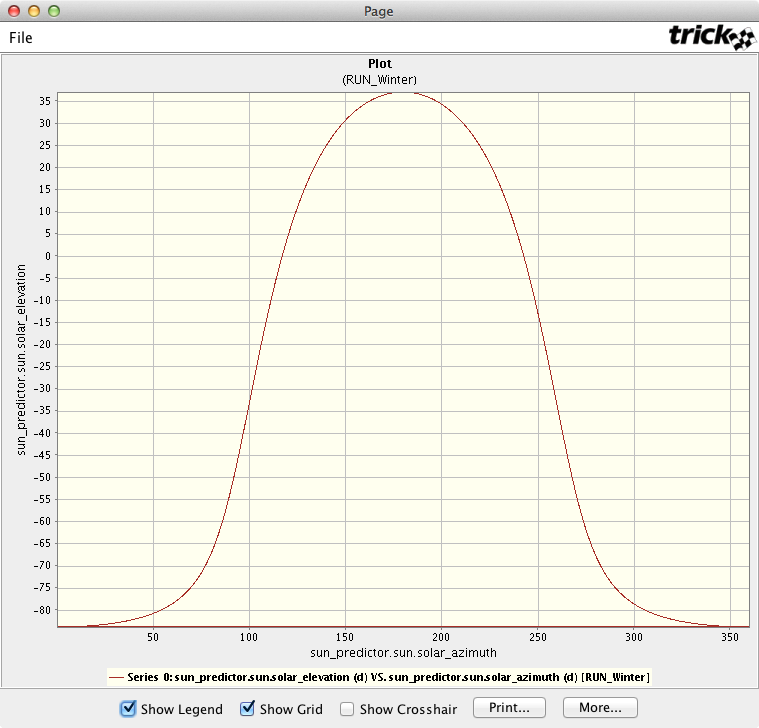 Page
File
trick
Plot
(RUN_Winter)
35
30
25
20
15
10
5
0
-5
-10
-15
-20
-25
-30
-35
-40
-45
-50
-55
-60
-65
-70
-75
-80
sun_predictor.sun.solar_elevation
50 100 150 200 250 300 350
sun_predictor.sun.solar_azimuth
Series 0: sun_predictor.sun.solar_elevation (d) VS. sun_predictor.sun.solar_azimuth (d) [RUN_Winter]
Show Legend Show Grid Show Crosshair Print... More...